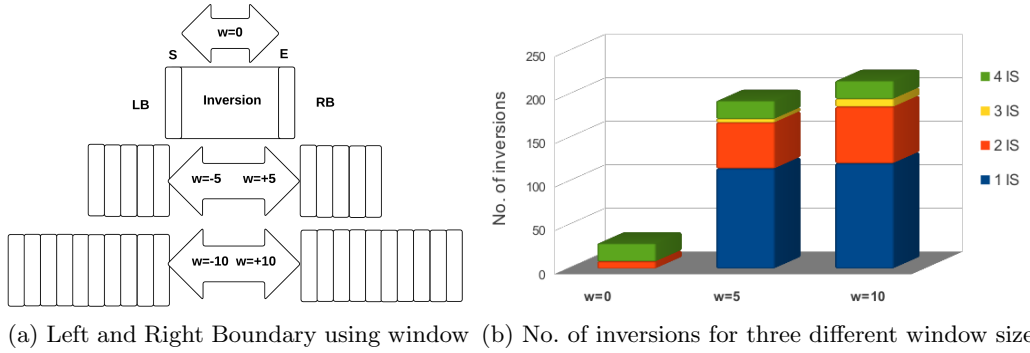 w=0
S E
LB Inversion RB
w=-5 w=+5
w=-10 w=+10
(a) Left and Right Boundary using window
No. of inversions
250
200
150
100
50
0
w=0 w=5 w=10
4 IS
3 IS
2 IS
1 IS
(b) No. of inversions for three different window size